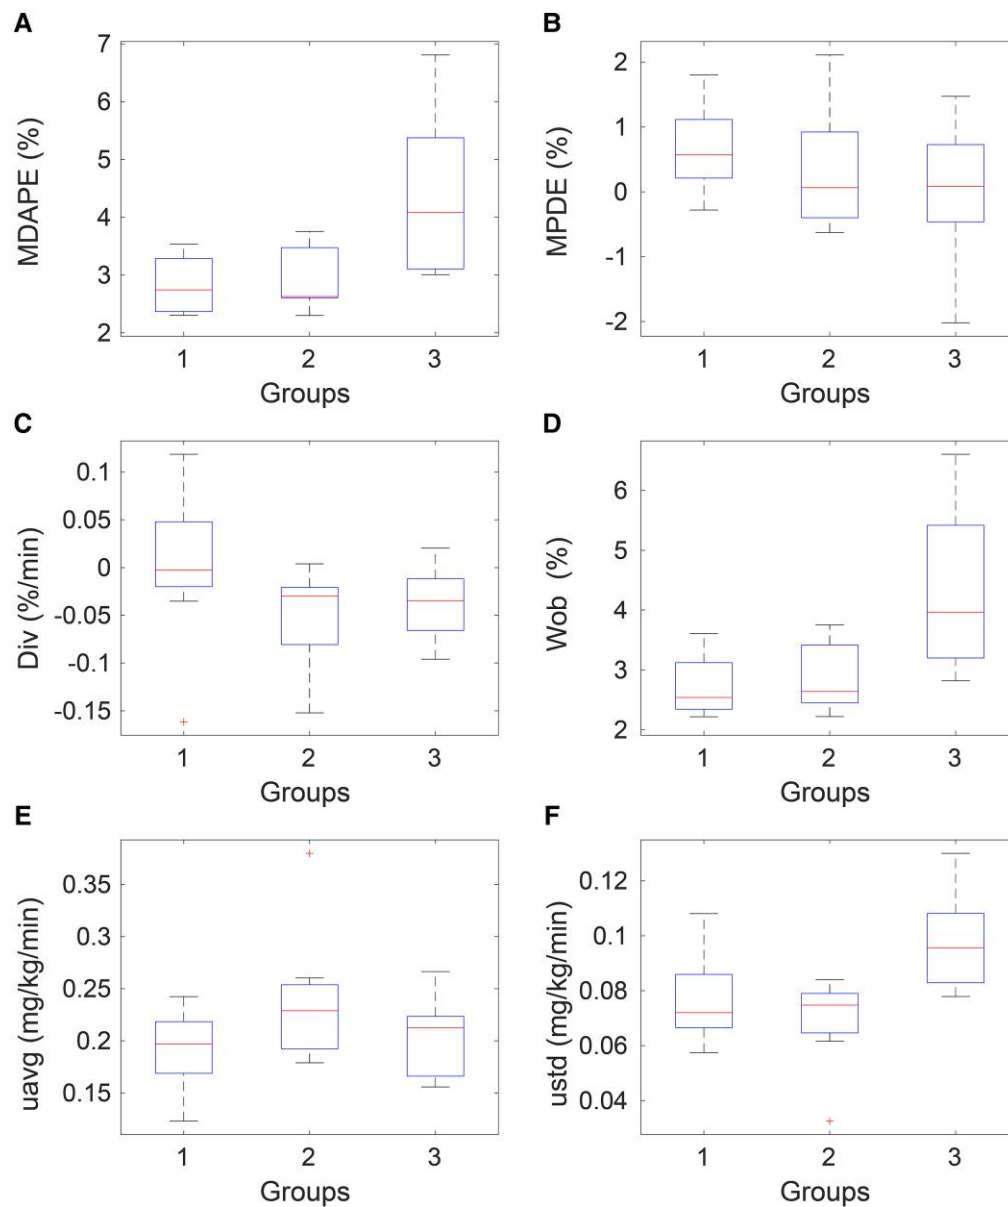 A
MDAPE (%)
7
6
5
4
3
2
1 2 3
Groups
B
MPDE (%)
2
1
0
-1
-2
1 2 3
Groups
C
Div (%/min)
0.1
0.05
0
-0.05
-0.1
-0.15
1 2 3
Groups
D
Wob (%)
6
5
4
3
2
1 2 3
Groups
E
uavg (mg/kg/min)
0.35
0.3
0.25
0.2
0.15
1 2 3
Groups
F
ustd (mg/kg/min)
0.12
0.1
0.08
0.06
0.04
1 2 3
Groups